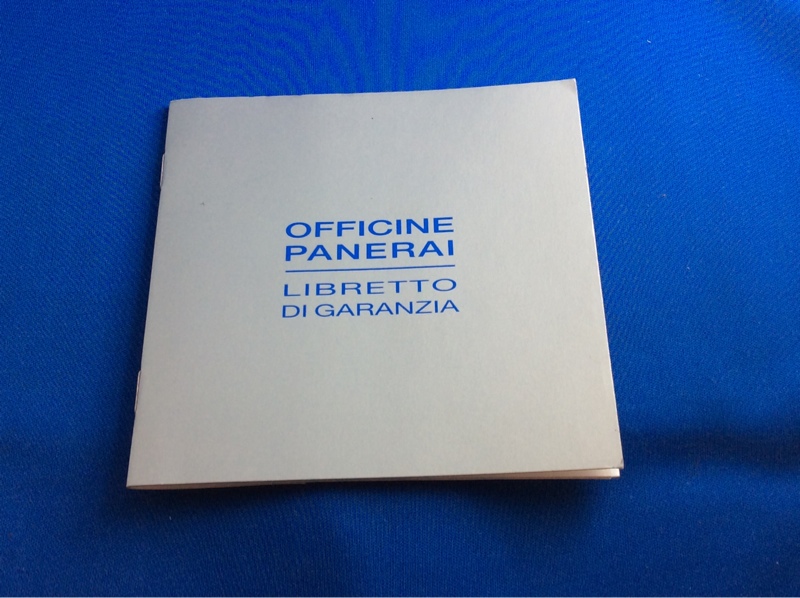 OFFICINE
PANERAI
LIBRETTO
DI GARANZIA